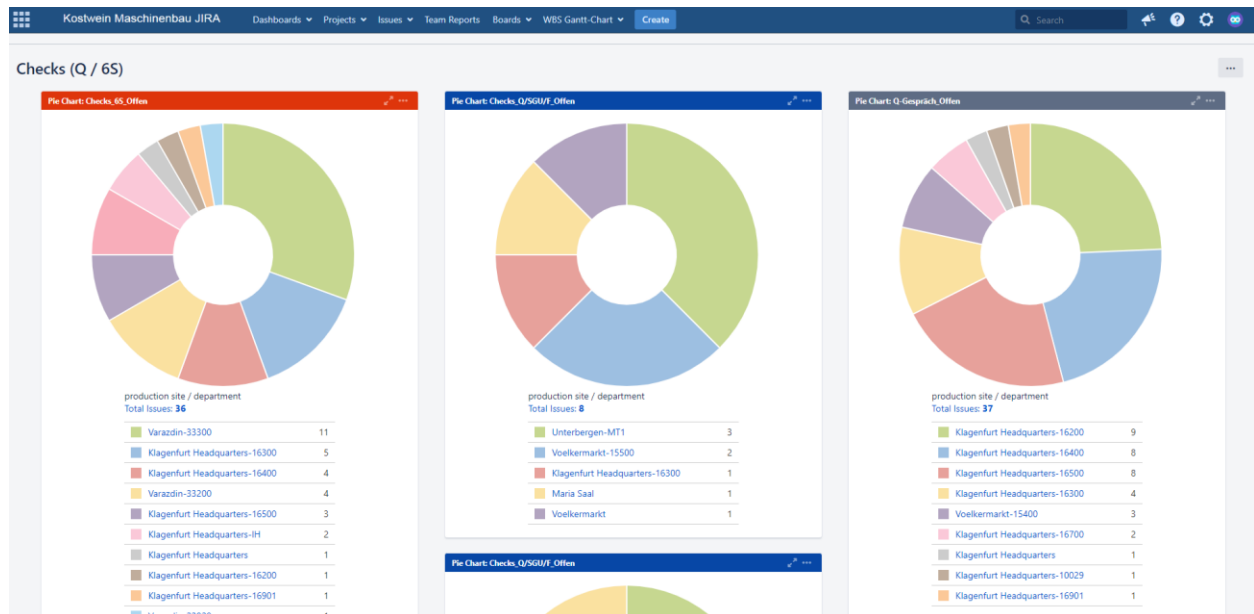 Kostwein Maschinenbau JIRA Dashboards Projects Issues Team Reports Boards WBS Gantt-Chart Create Search
Checks (Q / 6S)
Pie Chart: Checks_6S_Offen
production site / department
Total Issues: 36
Varazdin-33300 11
Klagenfurt Headquarters-16300 5
Klagenfurt Headquarters-16400 4
Varazdin-33200 4
Klagenfurt Headquarters-16500 3
Klagenfurt Headquarters-IH 2
Klagenfurt Headquarters 1
Klagenfurt Headquarters-16200 1
Klagenfurt Headquarters-16901 1
Pie Chart: Checks_Q/SGU/F_Offen
production site / department
Total Issues: 8
Unterbergen-MT1 3
Voelkermarkt-15500 2
Klagenfurt Headquarters-16300 1
Maria Saal 1
Voelkermarkt 1
Pie Chart: Checks_Q/SGU/F_Offen
Pie Chart: Q-Gespräch_Offen
production site / department
Total Issues: 37
Klagenfurt Headquarters-16200 9
Klagenfurt Headquarters-16400 8
Klagenfurt Headquarters-16500 8
Klagenfurt Headquarters-16300 4
Voelkermarkt-15400 3
Klagenfurt Headquarters-16700 2
Klagenfurt Headquarters 1
Klagenfurt Headquarters-10029 1
Klagenfurt Headquarters-16901 1